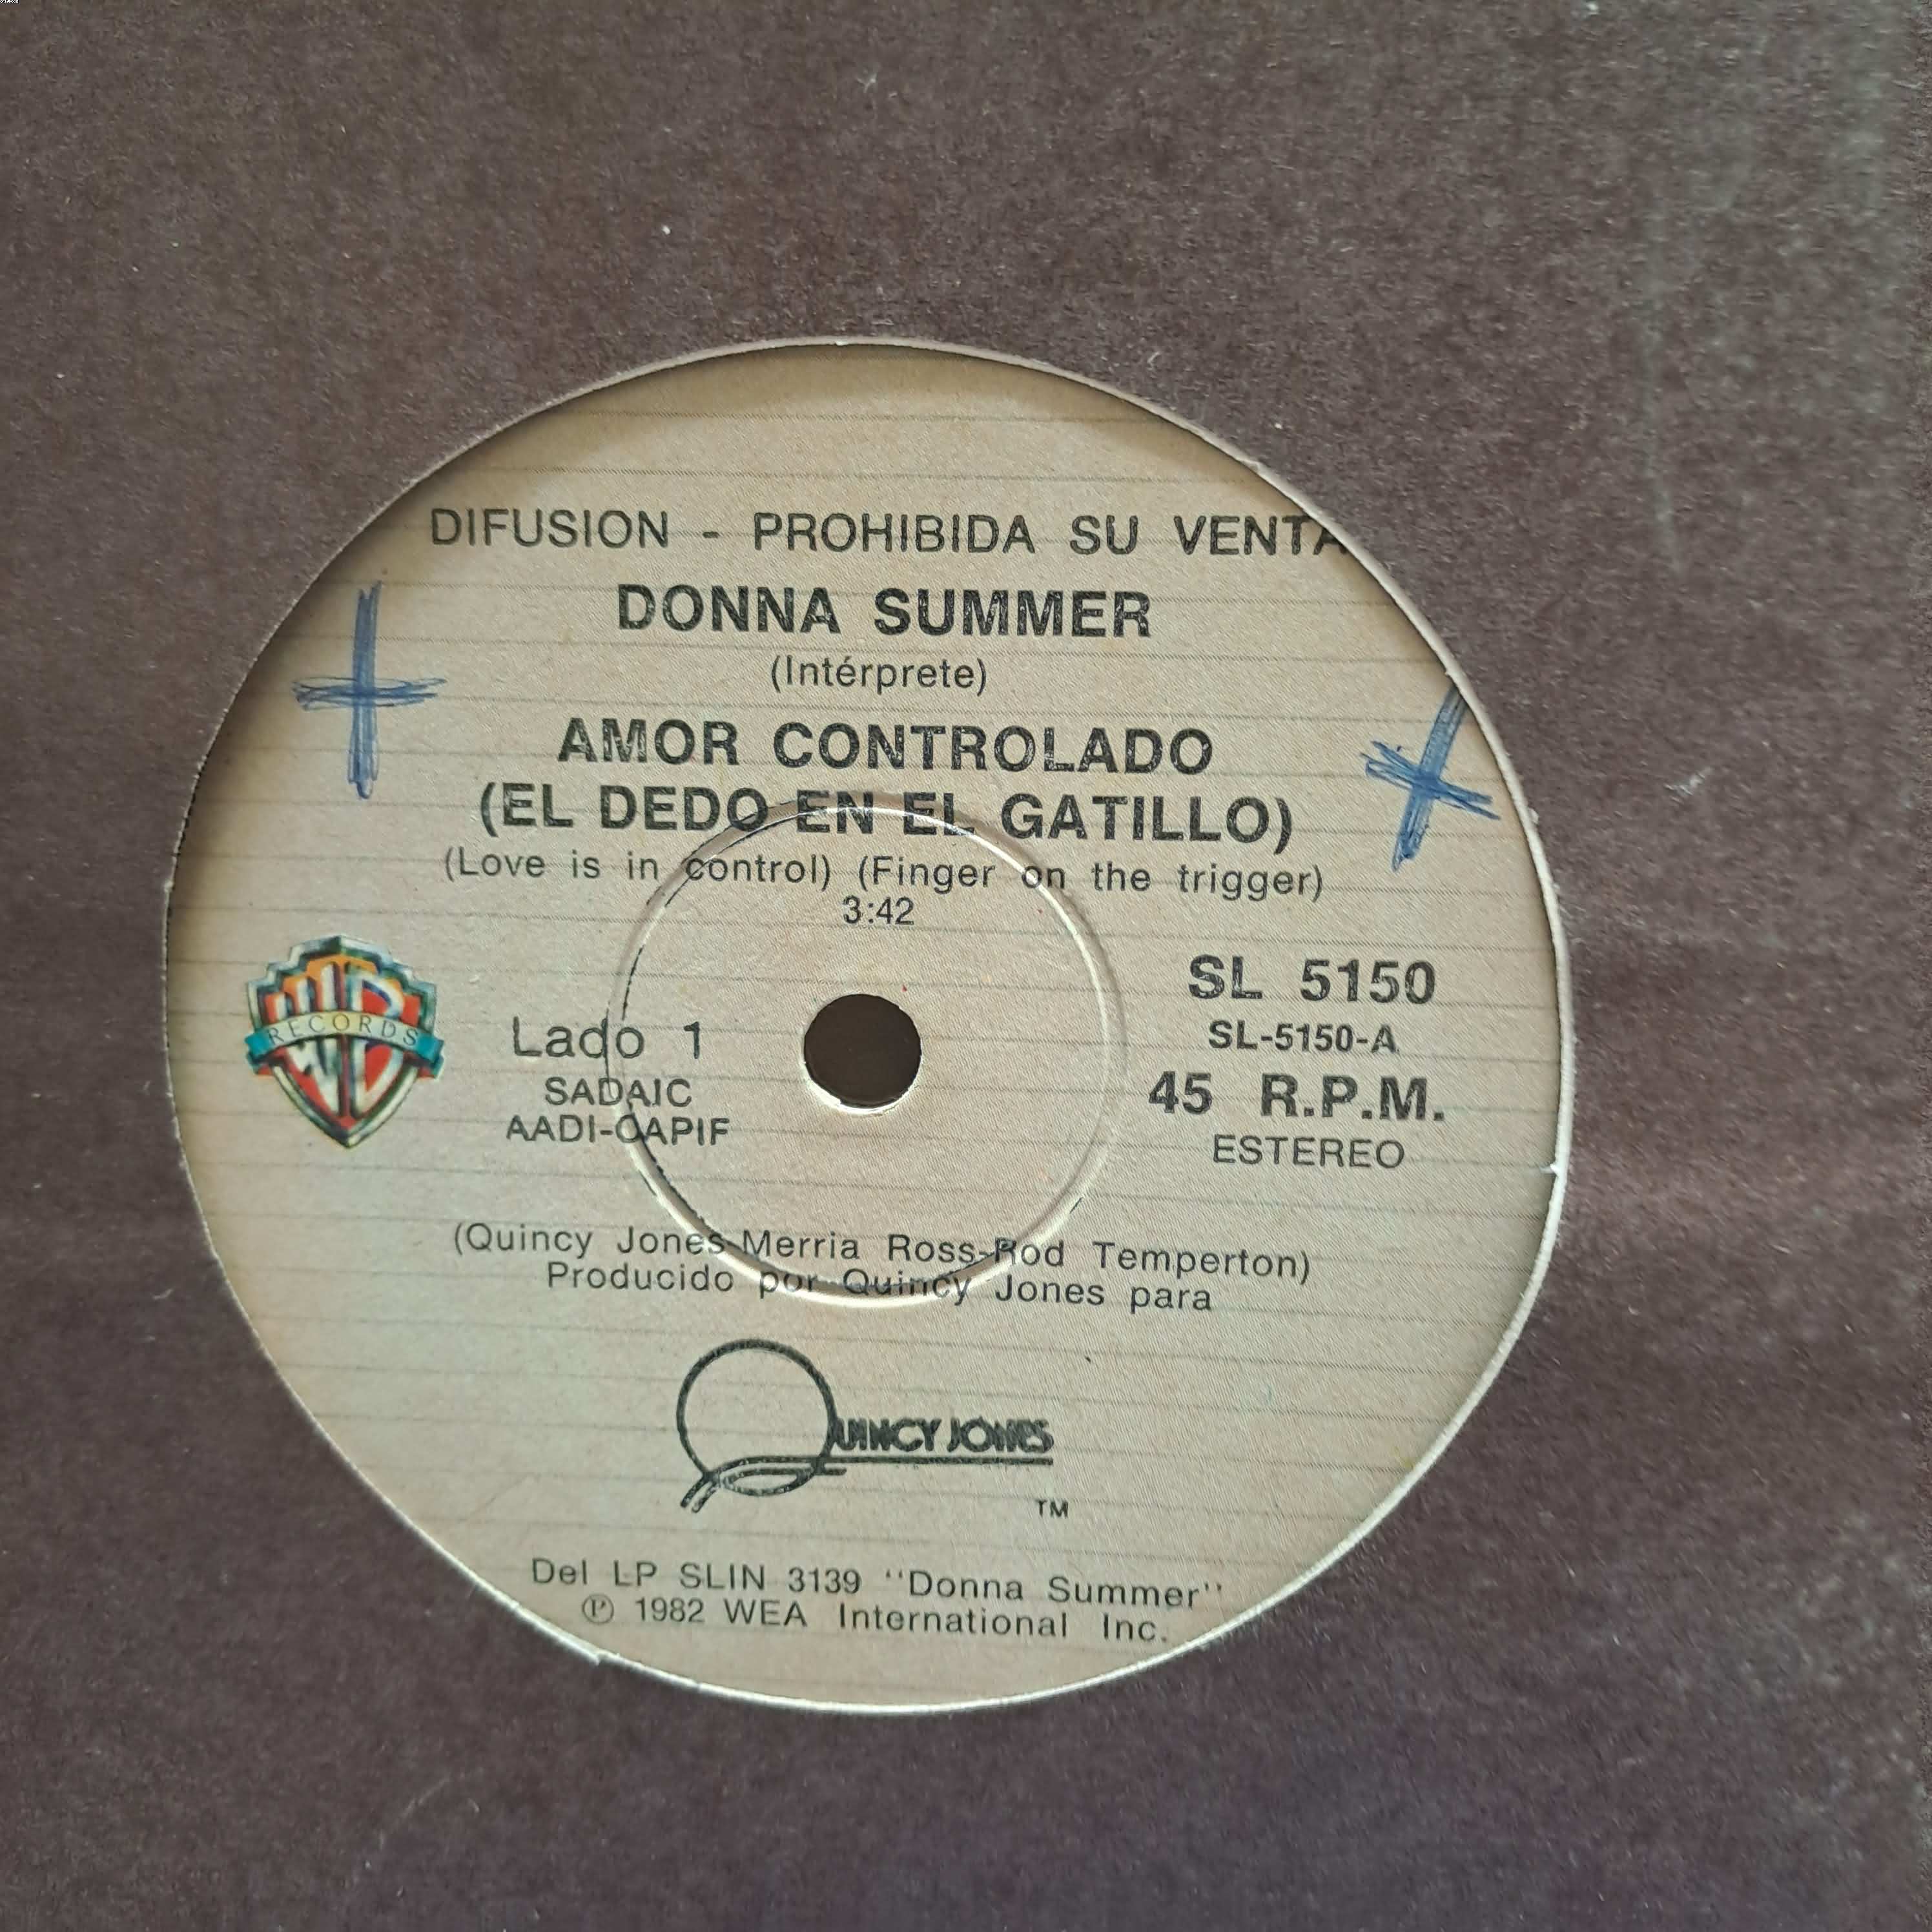 DIFUSION - PROHIBIDA SU VENTA
DONNA SUMMER
(Intérprete)
AMOR CONTROLADO
(EL DEDO EN EL GATILLO)
(Love is in control) (Finger on the trigger)
3:42
WB
RECORDS
Lado 1
SADAIC
AADI-CAPIF
SL 5150
SL-5150-A
45 R.P.M.
ESTEREO
(Quincy Jones-Merria Ross-Rod Temperton)
Producido por Quincy Jones para
QUINCY JONES
TM
Del LP SLIN 3139 "Donna Summer"
℗ 1982 WEA International Inc.